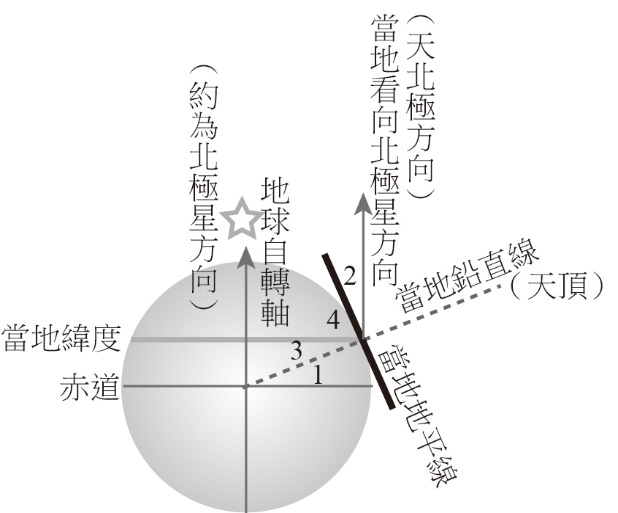 (天北極方向)
當地看向北極星方向
(約為北極星方向)
地球自轉軸
2
當地鉛直線
(天頂)
4
當地緯度
3
1
赤道
當地地平線